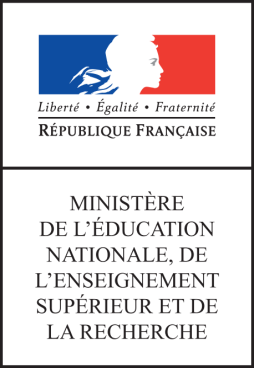 Liberté • Égalité • Fraternité
RÉPUBLIQUE FRANÇAISE
MINISTÈRE
DE L’ÉDUCATION
NATIONALE, DE
L’ENSEIGNEMENT
SUPÉRIEUR ET DE
LA RECHERCHE